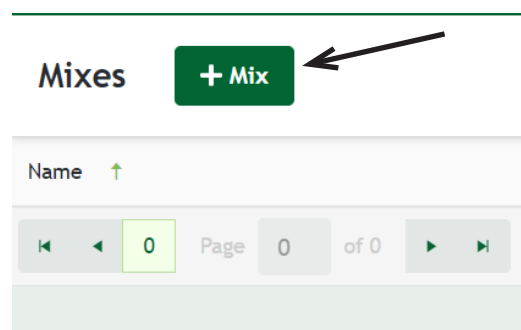 Mixes + Mix
Name ↑
0 Page 0 of 0